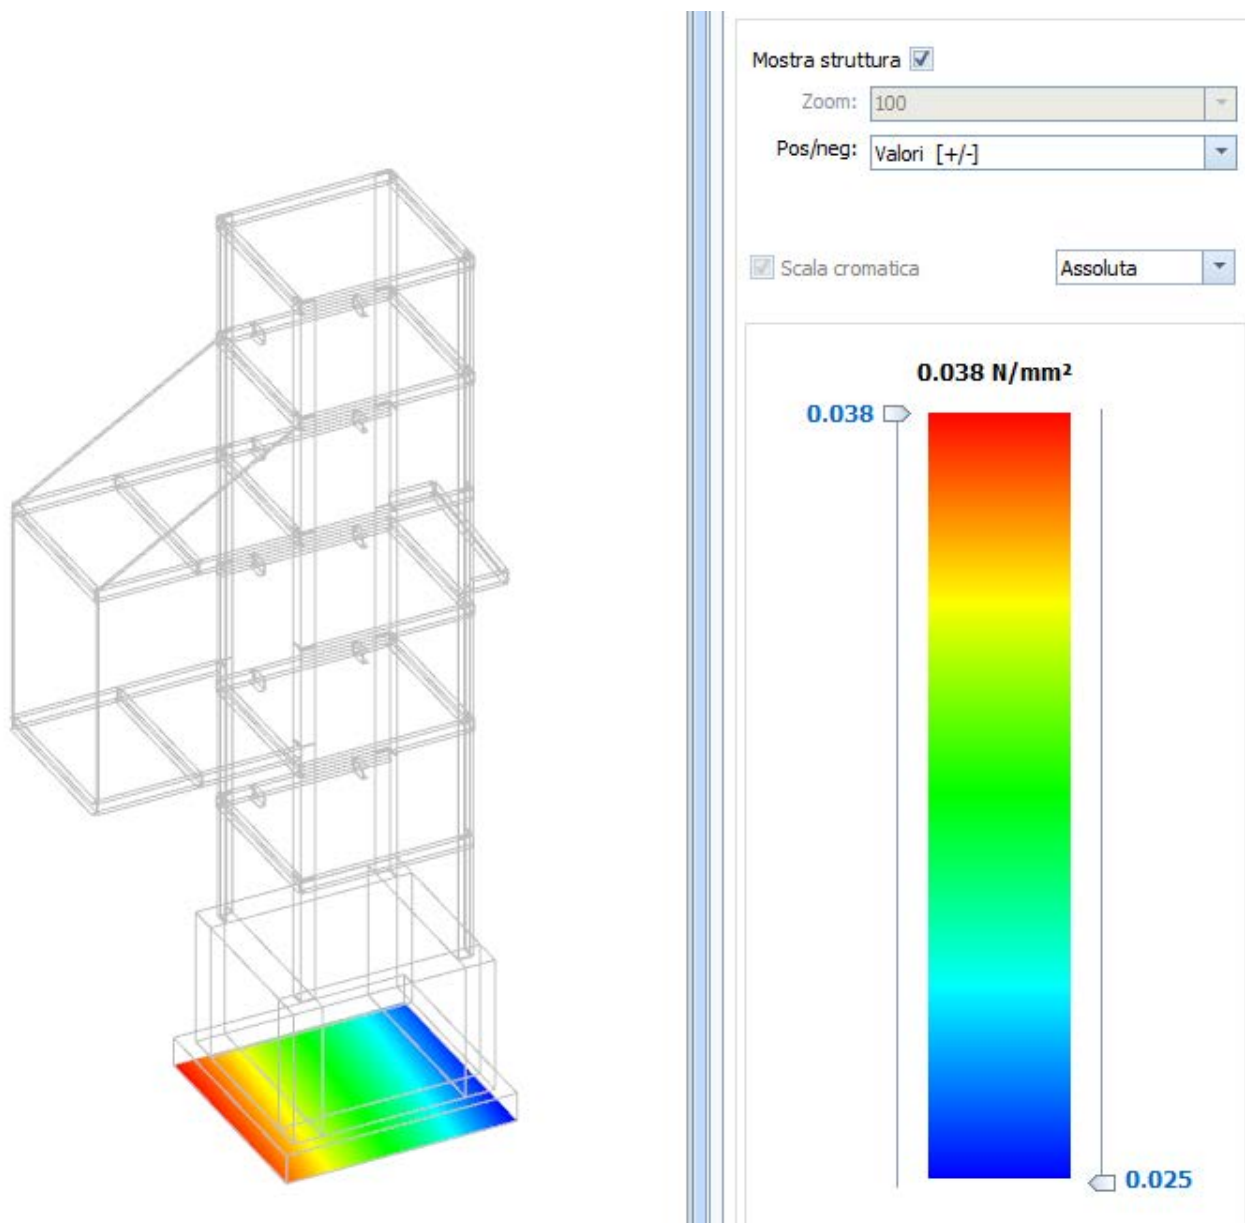 Mostra struttura
Zoom: 100
Pos/neg: Valori [+/-]
Scala cromatica Assoluta
0.038 N/mm²
0.038
0.025